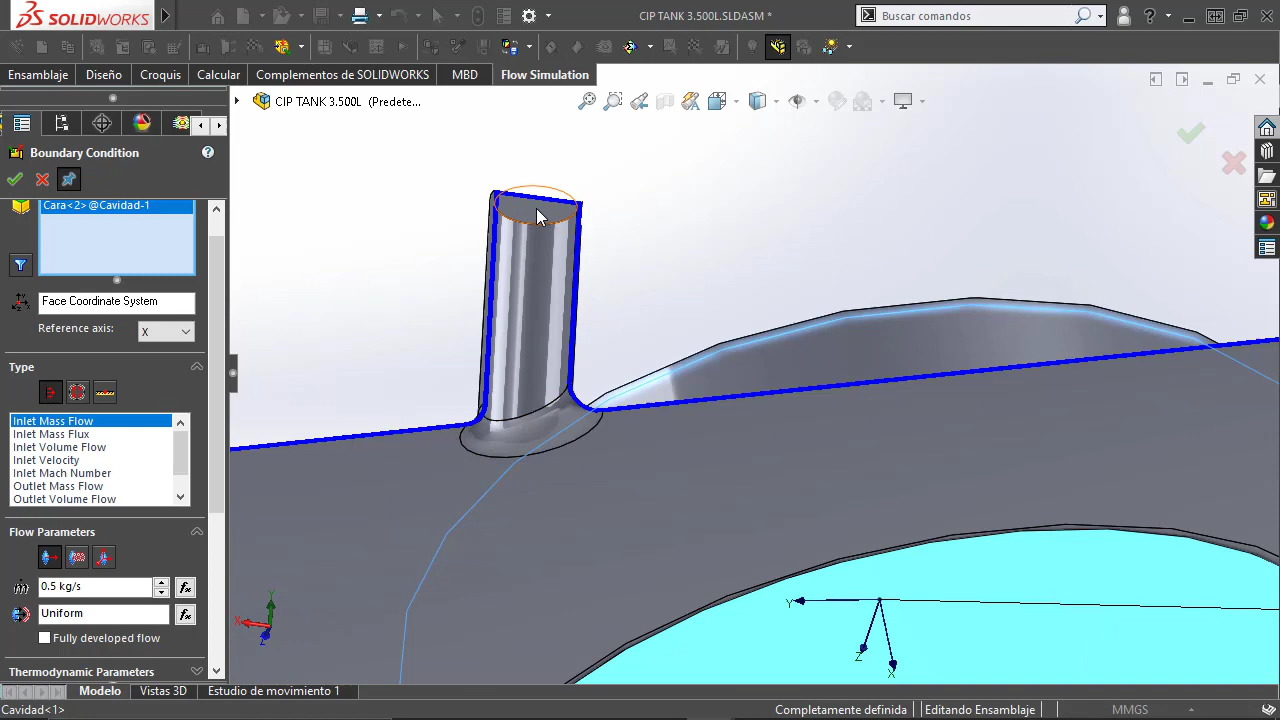 SOLIDWORKS
CIP TANK 3.500L.SLDASM *
Buscar comandos
Ensamblaje
Diseño
Croquis
Calcular
Complementos de SOLIDWORKS
MBD
Flow Simulation
CIP TANK 3.500L (Predete...
Boundary Condition
Cara<2>@Cavidad-1
Face Coordinate System
Reference axis:
X
Type
Inlet Mass Flow
Inlet Mass Flux
Inlet Volume Flow
Inlet Velocity
Inlet Mach Number
Outlet Mass Flow
Outlet Volume Flow
Flow Parameters
ṁ
0.5 kg/s
fx
Uniform
fx
Fully developed flow
Thermodynamic Parameters
Y
X
Z
Y
Z
X
Modelo
Vistas 3D
Estudio de movimiento 1
Cavidad<1>
Completamente definida
Editando Ensamblaje
MMGS